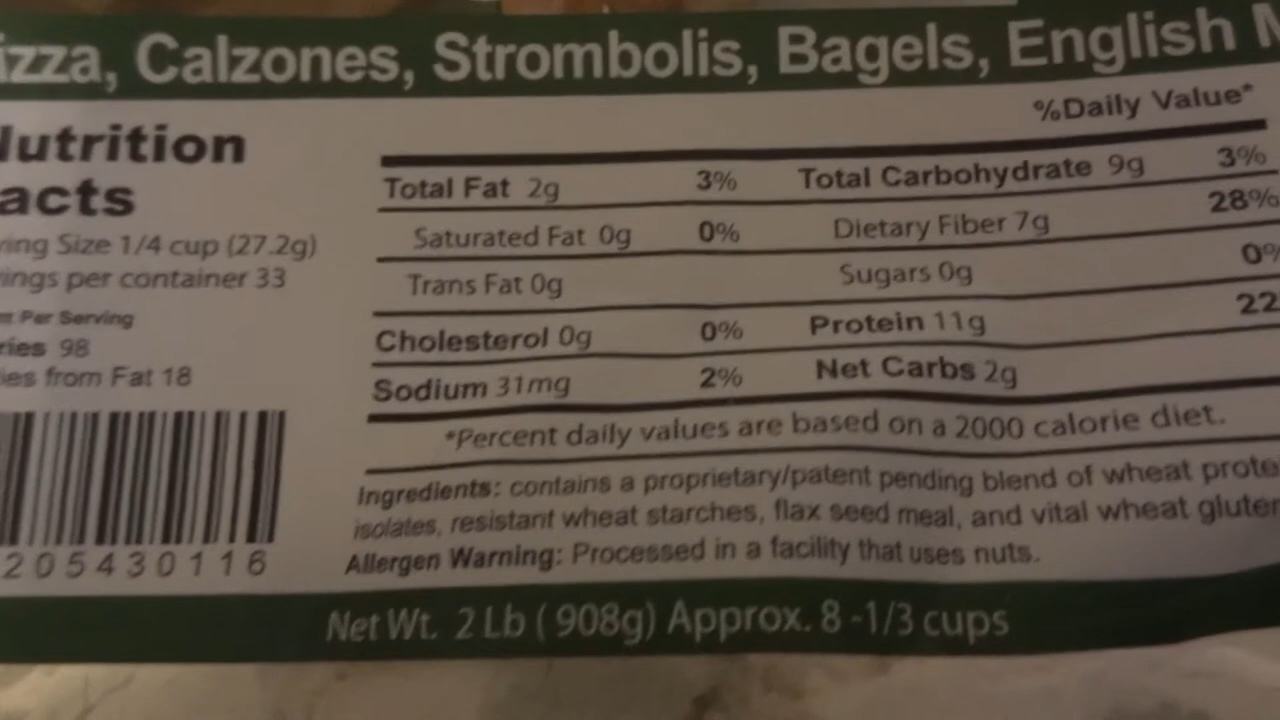 izza, Calzones, Strombolis, Bagels, English M
%Daily Value*
Nutrition
acts
ving Size 1/4 cup (27.2g)
ings per container 33
Per Serving
ries 98
ies from Fat 18
Total Fat 2g 3% Total Carbohydrate 9g 3%
Saturated Fat 0g 0% Dietary Fiber 7g 28%
Trans Fat 0g Sugars 0g 0%
Cholesterol 0g 0% Protein 11g 22
Sodium 31mg 2% Net Carbs 2g
*Percent daily values are based on a 2000 calorie diet.
Ingredients: contains a proprietary/patent pending blend of wheat prote
isolates, resistant wheat starches, flax seed meal, and vital wheat gluten
Allergen Warning: Processed in a facility that uses nuts.
205430116
Net Wt. 2 Lb ( 908g) Approx. 8 -1/3 cups